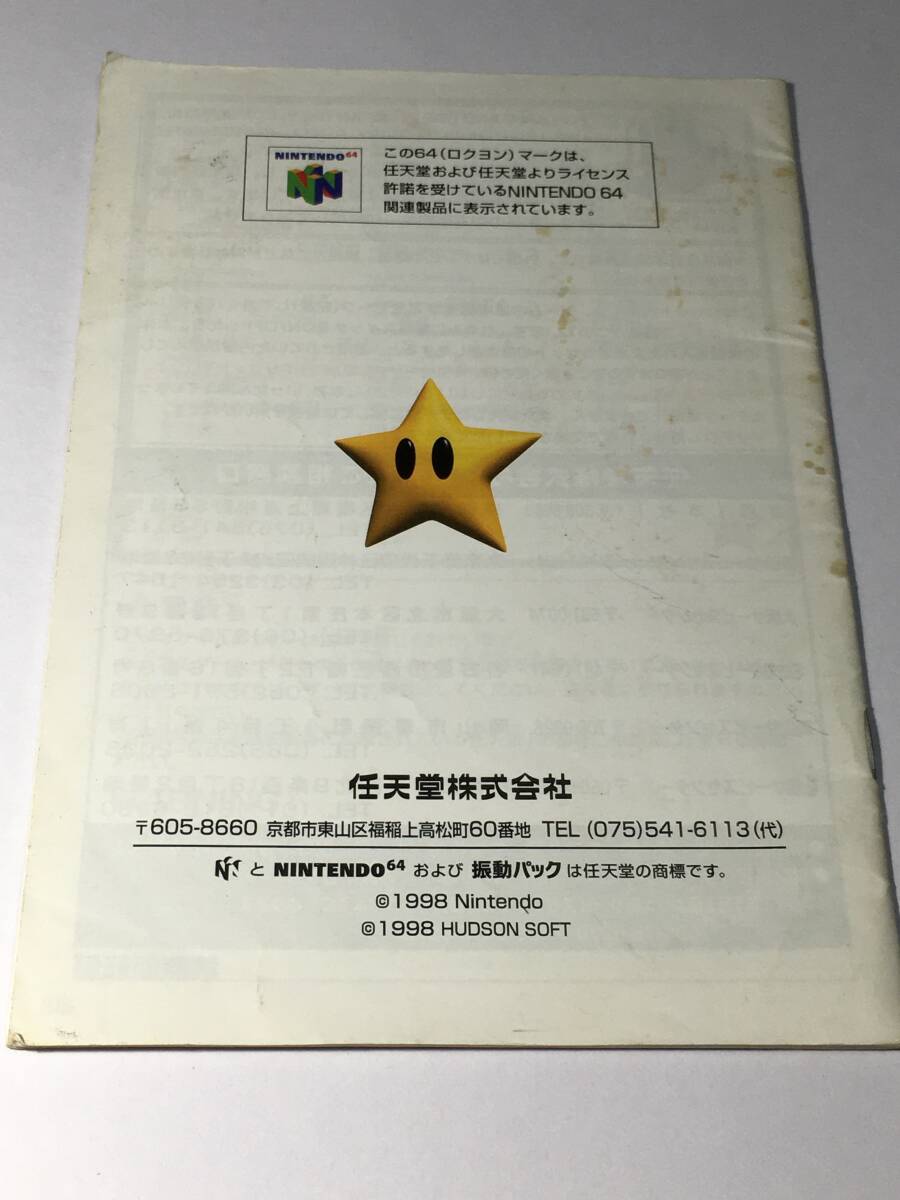 NINTENDO64
この64(ロクヨン)マークは、
任天堂および任天堂よりライセンス
許諾を受けているNINTENDO 64
関連製品に表示されています。
任天堂株式会社
〒605-8660 京都市東山区福稲上高松町60番地 TEL (075)541-6113(代)
と NINTENDO64 および 振動パック は任天堂の商標です。
©1998 Nintendo
©1998 HUDSON SOFT